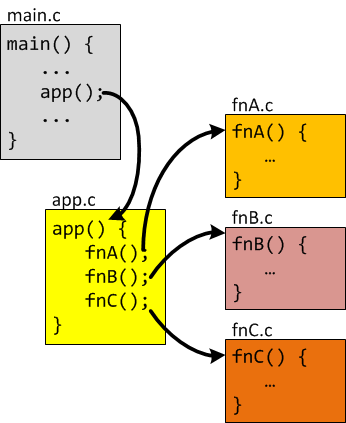 main.c
main() {
...
app();
...
}
app.c
app() {
fnA();
fnB();
fnC();
}
fnA.c
fnA() {
…
}
fnB.c
fnB() {
…
}
fnC.c
fnC() {
…
}